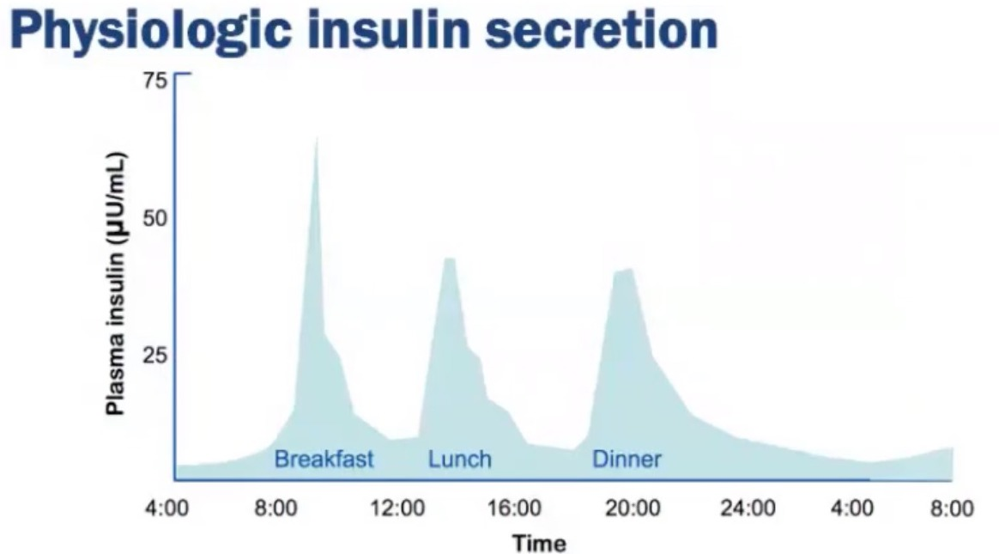 Physiologic insulin secretion
75
50
25
Plasma insulin (μU/mL)
Breakfast
Lunch
Dinner
4:00 8:00 12:00 16:00 20:00 24:00 4:00 8:00
Time